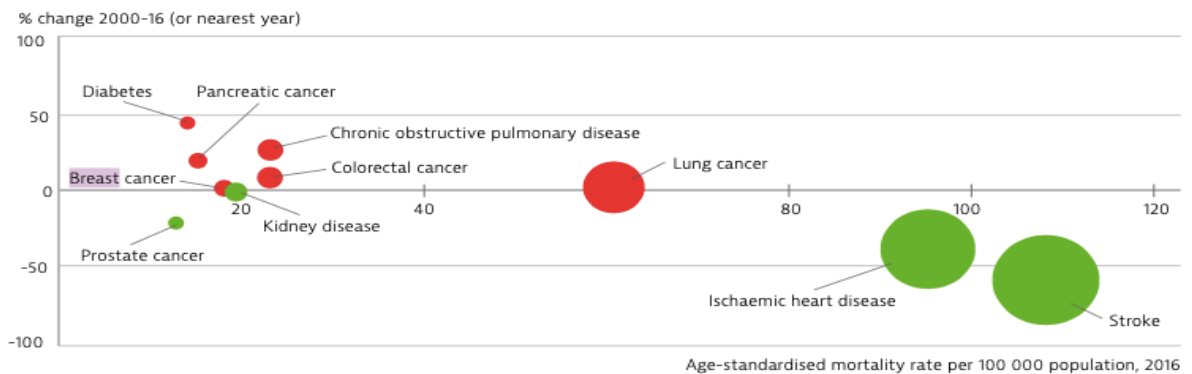 % change 2000-16 (or nearest year)
100
Diabetes
Pancreatic cancer
50
Chronic obstructive pulmonary disease
Colorectal cancer
Lung cancer
Breast cancer
0
20
40
80
100
120
Kidney disease
Prostate cancer
-50
Ischaemic heart disease
Stroke
-100
Age-standardised mortality rate per 100 000 population, 2016